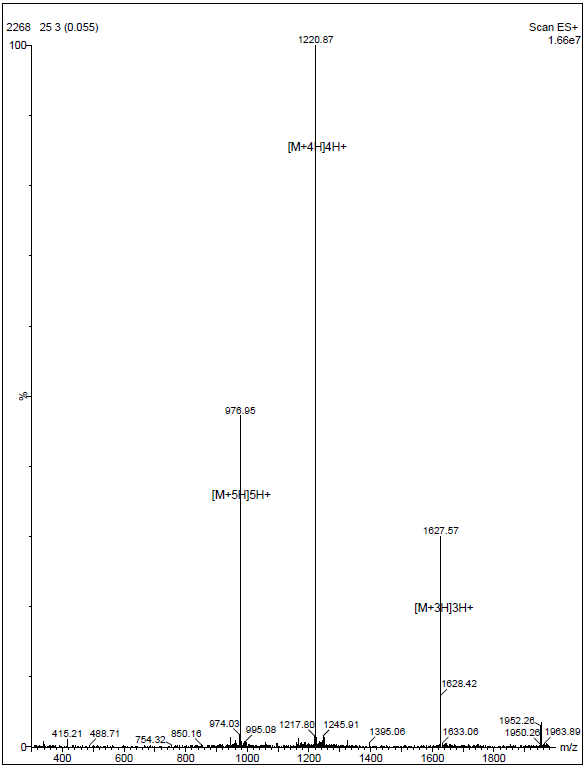 2268 25 3 (0.055)
Scan ES+
1.66e7
100
1220.87
[M+4H]4H+
%
976.95
[M+5H]5H+
1627.57
[M+3H]3H+
1628.42
415.21
488.71
754.32
850.16
974.03
995.08
1217.80
1245.91
1395.06
1633.06
1952.26
1950.26
1963.89
0
400 600 800 1000 1200 1400 1600 1800 m/z